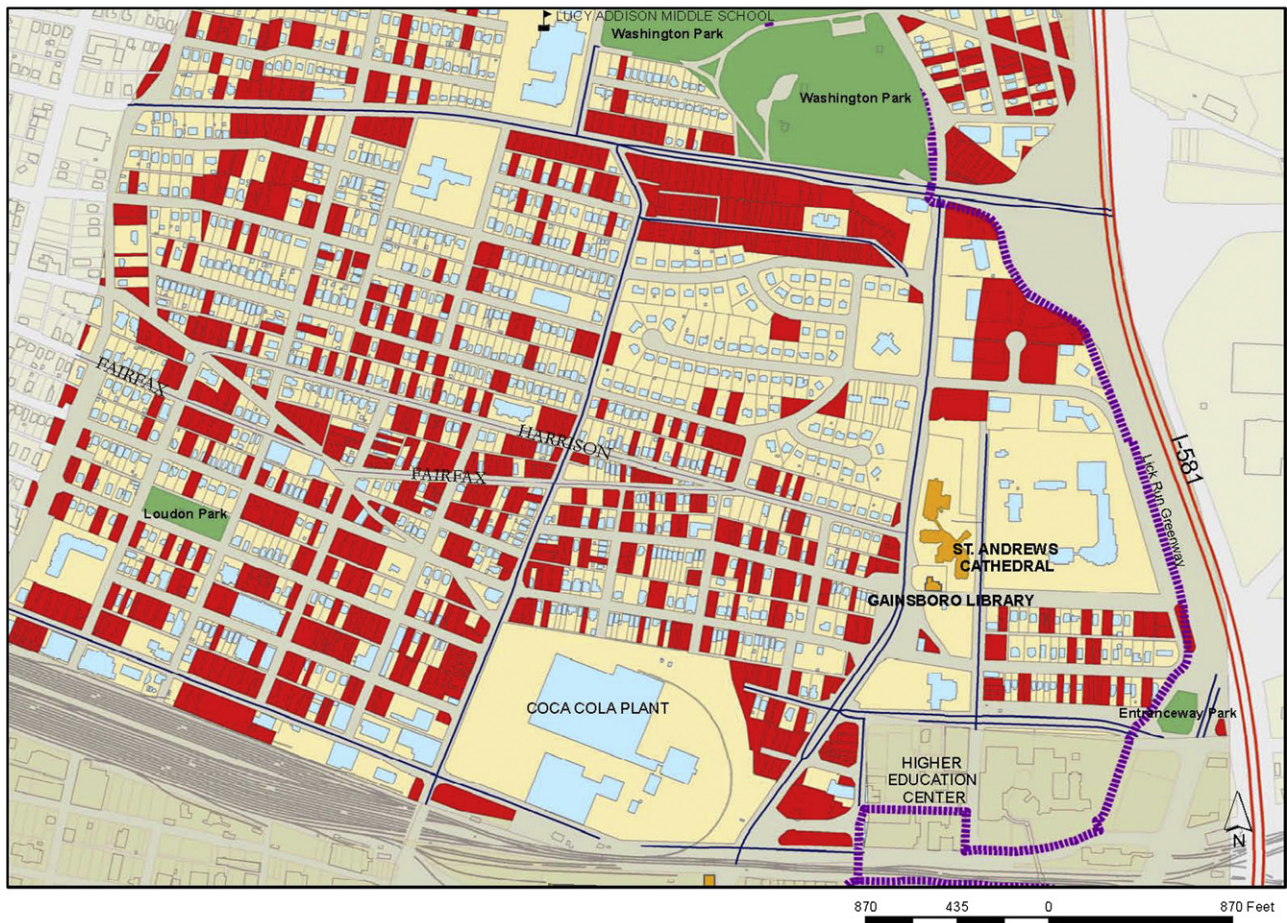 LUCY ADDISON MIDDLE SCHOOL
Washington Park
Washington Park
FAIRFAX
HARRISON
FAIRFAX
I-581
Lick Run Greenway
Loudon Park
ST. ANDREWS
CATHEDRAL
GAINSBORO LIBRARY
COCA COLA PLANT
Entranceway Park
HIGHER
EDUCATION
CENTER
N
870 435 0 870 Feet